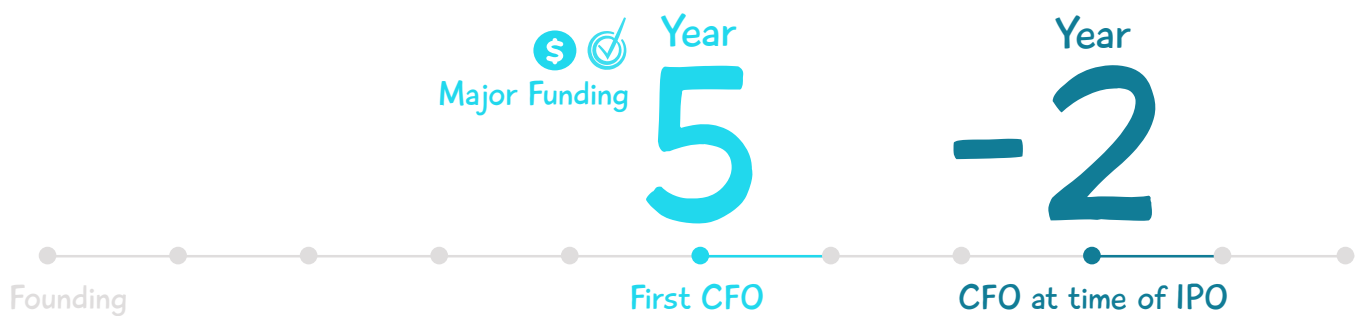 Year
$
Major Funding
5
Year
-2
Founding
First CFO
CFO at time of IPO